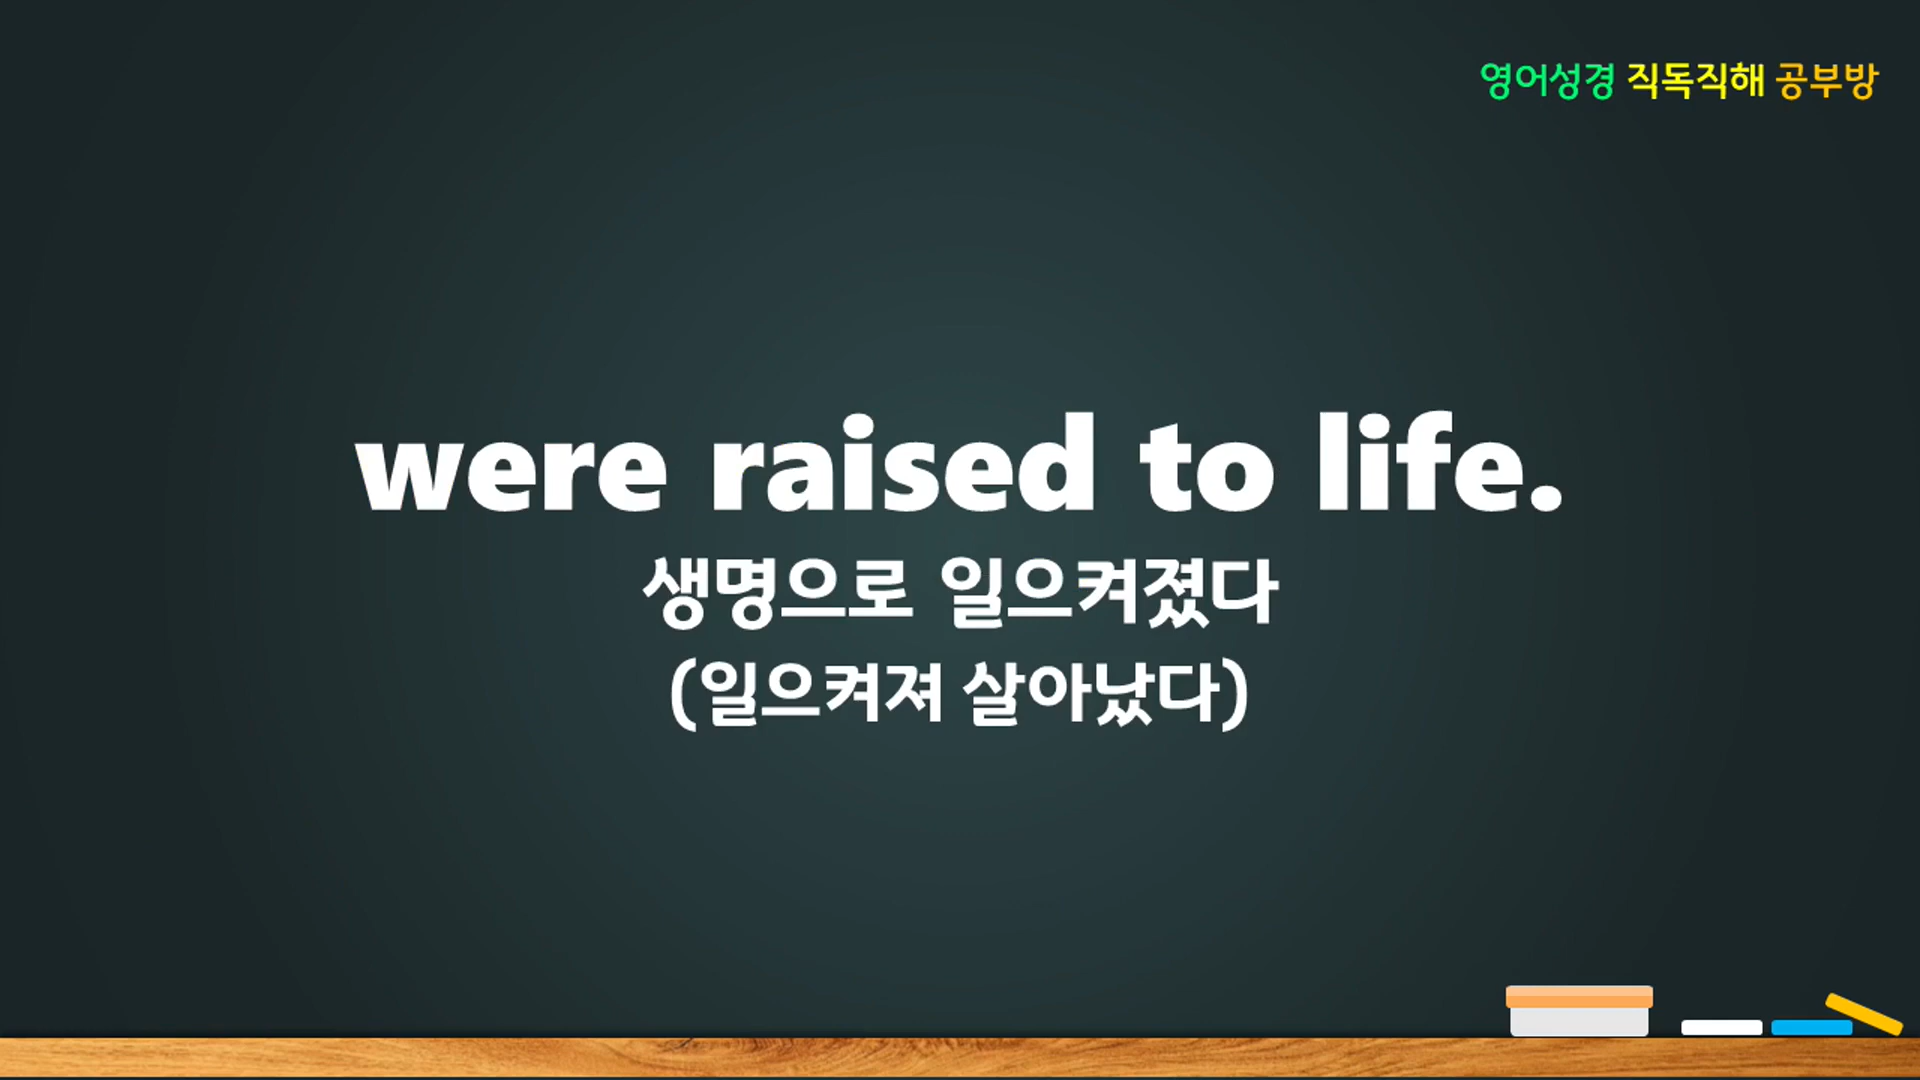 영어성경 직독직해 공부방
were raised to life.
생명으로 일으켜졌다
(일으켜져 살아났다)